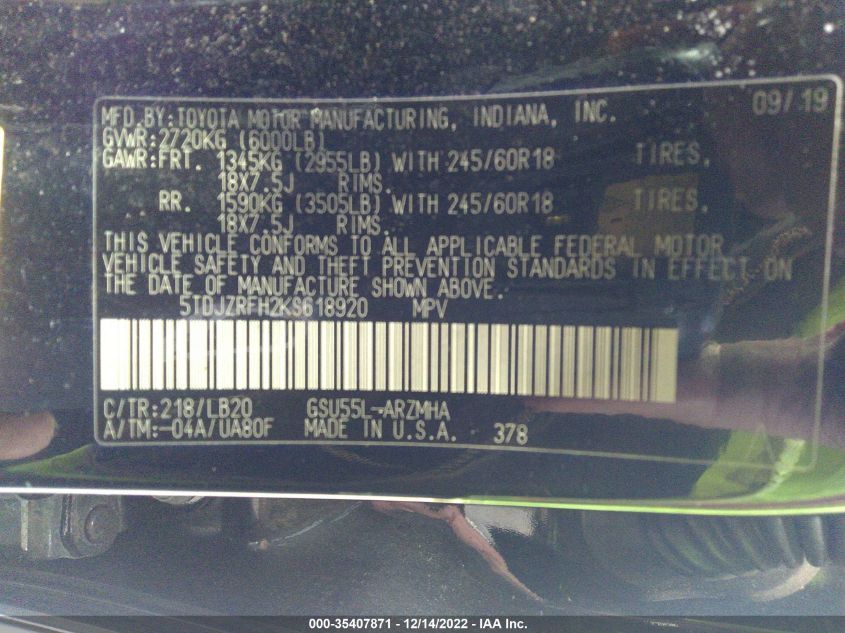 MFD.BY:TOYOTA MOTOR MANUFACTURING, INDIANA, INC. 09/19
GVWR:2720KG (6000LB)
GAWR:FRT. 1345KG (2955LB) WITH 245/60R18 TIRES,
18X7.5J RIMS.
RR. 1590KG (3505LB) WITH 245/60R18 TIRES,
18X7.5J RIMS.
THIS VEHICLE CONFORMS TO ALL APPLICABLE FEDERAL MOTOR
VEHICLE SAFETY AND THEFT PREVENTION STANDARDS IN EFFECT ON
THE DATE OF MANUFACTURE SHOWN ABOVE.
5TDJZRFH2KS618920 MPV
C/TR:218/LB20 GSU55L-ARZMHA
A/TM:-04A/UA80F MADE IN U.S.A. 378
000-35407871 - 12/14/2022 - IAA Inc.